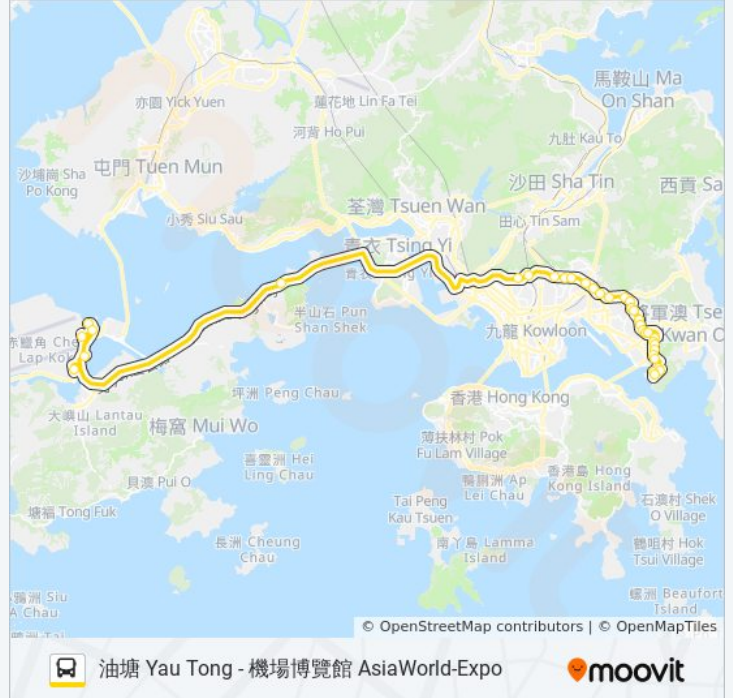 馬鞍山 Ma
On Shan
亦園 Yick Yuen
蓮花地 Lin Fa Tei
河背 Ho Pui
九肚 Kau To
屯門 Tuen Mun
沙埔崗 Sha
Po Kong
沙田 Sha Tin
西貢 Sa
荃灣 Tsuen Wan
小秀 Siu Sau
田心 Tin Sam
青衣 Tsing Yi
半山石 Pun
Shan Shek
將軍澳 Tse
Kwan O
九龍 Kowloon
赤鱲角 Che
Lap Kok
坪洲 Peng Chau
香港 Hong Kong
大嶼山 Lantau
Island
梅窩 Mui Wo
薄扶林村 Pok
Fu Lam Village
喜靈洲 Hei
Ling Chau
鴨脷洲 Ap
Lei Chau
香港島 Hong
Kong Island
貝澳 Pui O
Tai Peng
Kau Tsuen
石澳村 Shek
O Village
塘福 Tong Fuk
長洲 Cheung
Chau
南丫島 Lamma
Island
鶴咀村 Hok
Tsui Village
鴉洲 Siu
A Chau
螺洲 Beaufort
Island
© OpenStreetMap contributors | © OpenMapTiles
油塘 Yau Tong - 機場博覽館 AsiaWorld-Expo
moovit